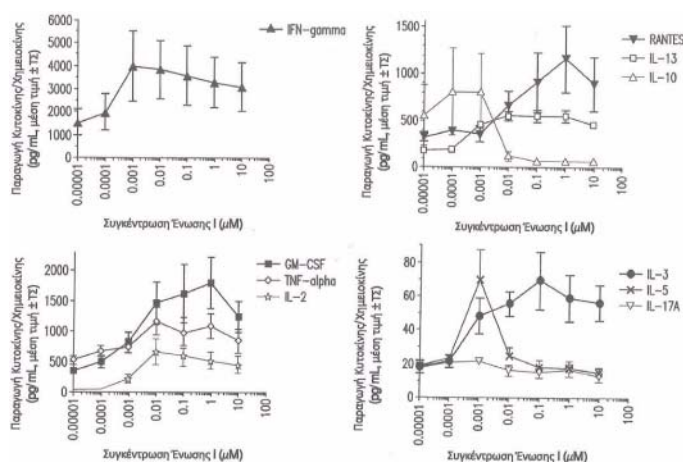 Παραγωγή Κυτοκίνης/Χημειοκίνης
(pg/mL, μέση τιμή ± ΤΣ)
6000
5000
4000
3000
2000
1000
0
0.00001
0.0001
0.001
0.01
0.1
1
10
100
Συγκέντρωση Ένωσης I (μM)
IFN-gamma
Παραγωγή Κυτοκίνης/Χημειοκίνης
(pg/mL, μέση τιμή ± ΤΣ)
1500
1000
500
0
0.00001
0.0001
0.001
0.01
0.1
1
10
100
Συγκέντρωση Ένωσης I (μM)
RANTES
IL-13
IL-10
Παραγωγή Κυτοκίνης/Χημειοκίνης
(pg/mL, μέση τιμή ± ΤΣ)
2500
2000
1500
1000
500
0
0.00001
0.0001
0.001
0.01
0.1
1
10
100
Συγκέντρωση Ένωσης I (μM)
GM-CSF
TNF-alpha
IL-2
Παραγωγή Κυτοκίνης/Χημειοκίνης
(pg/mL, μέση τιμή ± ΤΣ)
80
60
40
20
0
0.00001
0.0001
0.001
0.01
0.1
1
10
100
Συγκέντρωση Ένωσης I (μM)
IL-3
IL-5
IL-17A